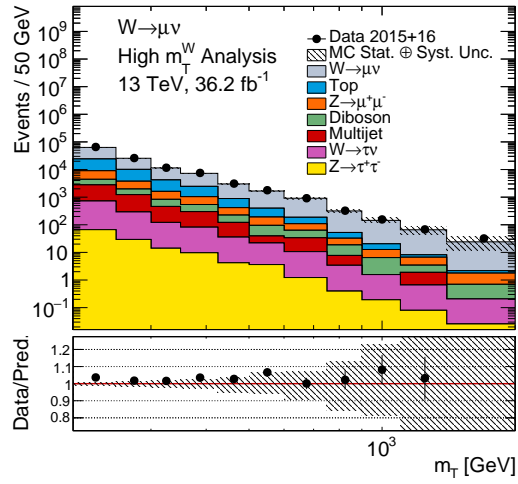 W→μν
High m_T^W Analysis
13 TeV, 36.2 fb⁻¹
Data 2015+16
MC Stat. ⊕ Syst. Unc.
W→μν
Top
Z→μ⁺μ⁻
Diboson
Multijet
W→τν
Z→τ⁺τ⁻
Events / 50 GeV
10⁹
10⁸
10⁷
10⁶
10⁵
10⁴
10³
10²
10
1
10⁻¹
Data/Pred.
1.2
1.1
1
0.9
0.8
10³
m_T [GeV]